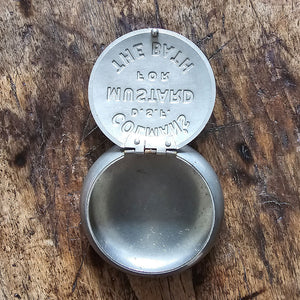 COLMAN'S
D.S.F.
MUSTARD
FOR
THE BATH